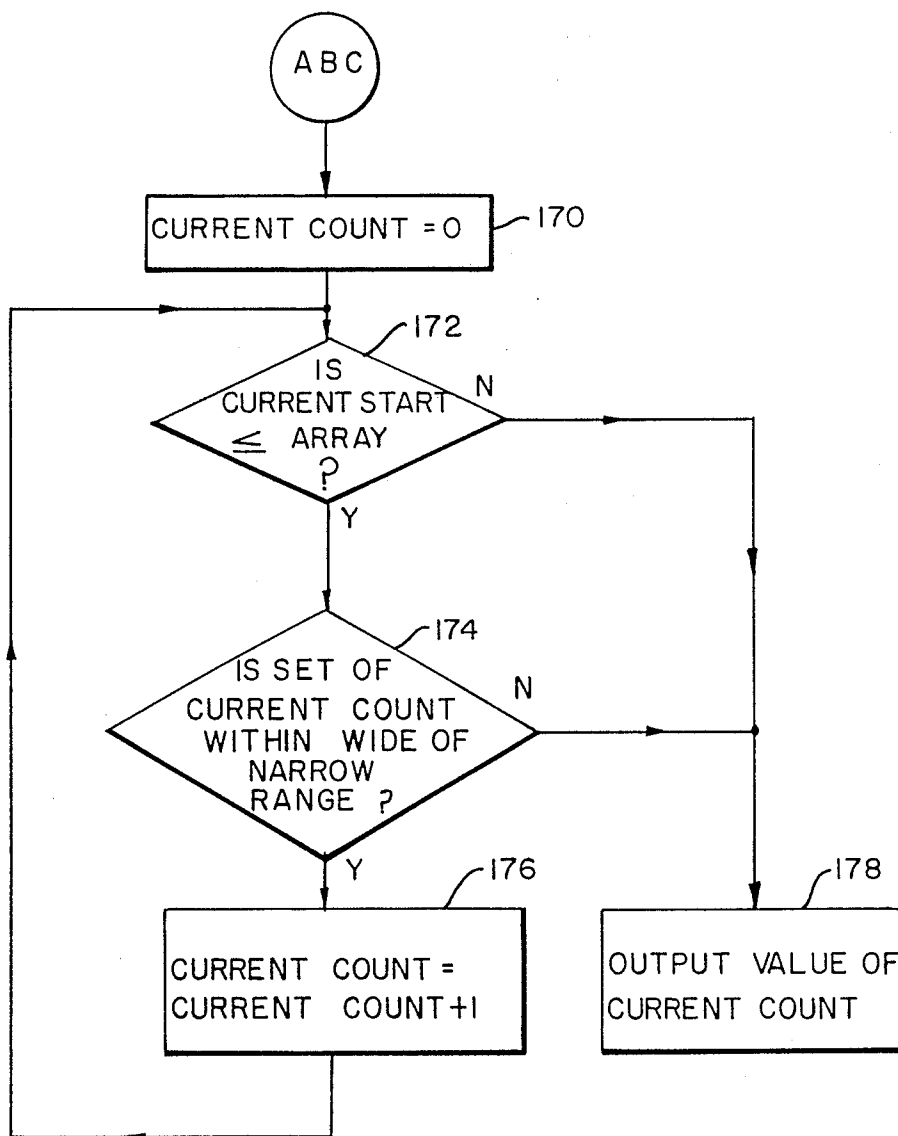 ABC
CURRENT COUNT = 0
170
172
IS
CURRENT START
≤ ARRAY
?
N
Y
174
IS SET OF
CURRENT COUNT
WITHIN WIDE OF
NARROW
RANGE ?
N
Y
176
CURRENT COUNT =
CURRENT COUNT+1
178
OUTPUT VALUE OF
CURRENT COUNT